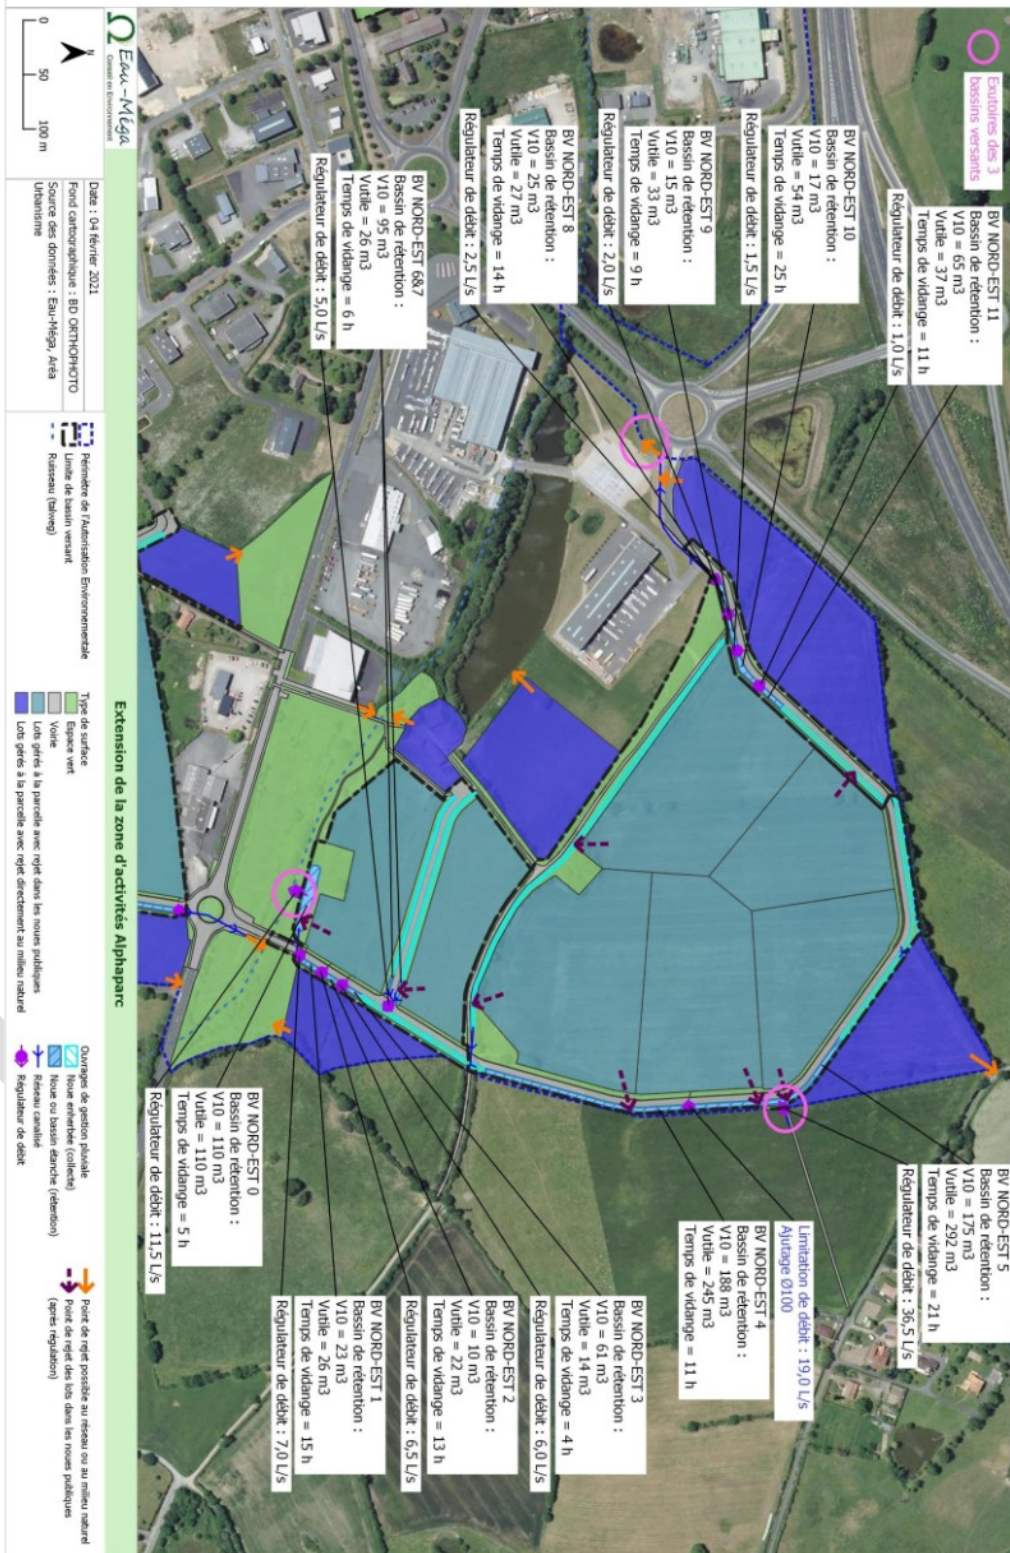 Exutoires des 3
bassins versants
BV NORD-EST 11
Bassin de rétention :
V10 = 65 m3
Vutile = 37 m3
Temps de vidange = 11 h
Régulateur de débit : 1,0 L/s
BV NORD-EST 10
Bassin de rétention :
V10 = 17 m3
Vutile = 54 m3
Temps de vidange = 25 h
Régulateur de débit : 1,5 L/s
BV NORD-EST 9
Bassin de rétention :
V10 = 15 m3
Vutile = 33 m3
Temps de vidange = 9 h
Régulateur de débit : 2,0 L/s
BV NORD-EST 8
Bassin de rétention :
V10 = 25 m3
Vutile = 27 m3
Temps de vidange = 14 h
Régulateur de débit : 2,5 L/s
BV NORD-EST 6&7
Bassin de rétention :
V10 = 95 m3
Vutile = 26 m3
Temps de vidange = 6 h
Régulateur de débit : 5,0 L/s
BV NORD-EST 5
Bassin de rétention :
V10 = 175 m3
Vutile = 292 m3
Temps de vidange = 21 h
Régulateur de débit : 36,5 L/s
Limitation de débit : 19,0 L/s
Ajutage Ø100
BV NORD-EST 4
Bassin de rétention :
V10 = 188 m3
Vutile = 245 m3
Temps de vidange = 11 h
BV NORD-EST 3
Bassin de rétention :
V10 = 61 m3
Vutile = 14 m3
Temps de vidange = 4 h
Régulateur de débit : 6,0 L/s
BV NORD-EST 2
Bassin de rétention :
V10 = 10 m3
Vutile = 22 m3
Temps de vidange = 13 h
Régulateur de débit : 6,5 L/s
BV NORD-EST 1
Bassin de rétention :
V10 = 23 m3
Vutile = 26 m3
Temps de vidange = 15 h
Régulateur de débit : 7,0 L/s
BV NORD-EST 0
Bassin de rétention :
V10 = 110 m3
Vutile = 110 m3
Temps de vidange = 5 h
Régulateur de débit : 11,5 L/s
Eau-Méga
Conseil en Environnement
Extension de la zone d'activités Alphaparc
N
0 50 100 m
Date : 04 février 2021
Fond cartographique : BD ORTHOPHOTO
Source des données : Eau-Méga, Aréa
Urbanisme
Périmètre de l'Autorisation Environnementale
Limite de bassin versant
Ruisseau (talweg)
Type de surface
Espace vert
Voirie
Lots gérés à la parcelle avec rejet dans les noues publiques
Lots gérés à la parcelle avec rejet directement au milieu naturel
Ouvrages de gestion pluviale
Noue enherbée (collecte)
Noue ou bassin étanche (rétention)
Réseau canalisé
Régulateur de débit
Point de rejet possible au réseau ou au milieu naturel
Point de rejet des lots dans les noues publiques
(après régulation)